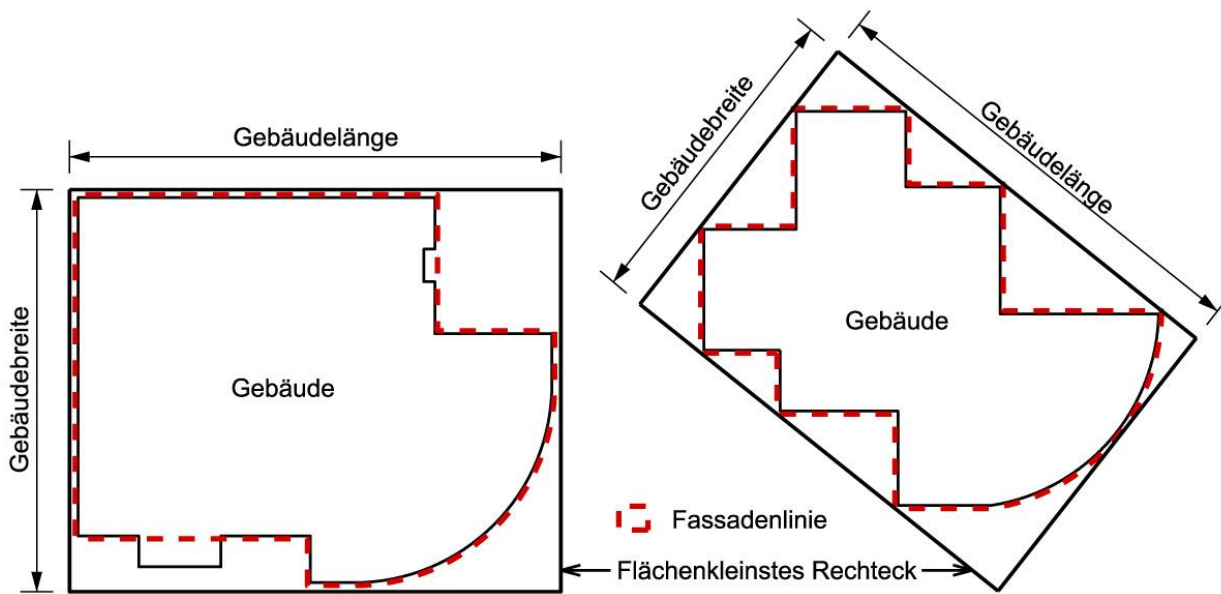 Gebäudelänge
Gebäudebreite
Gebäude
Gebäudebreite
Gebäudelänge
Gebäude
Fassadenlinie
Flächenkleinstes Rechteck